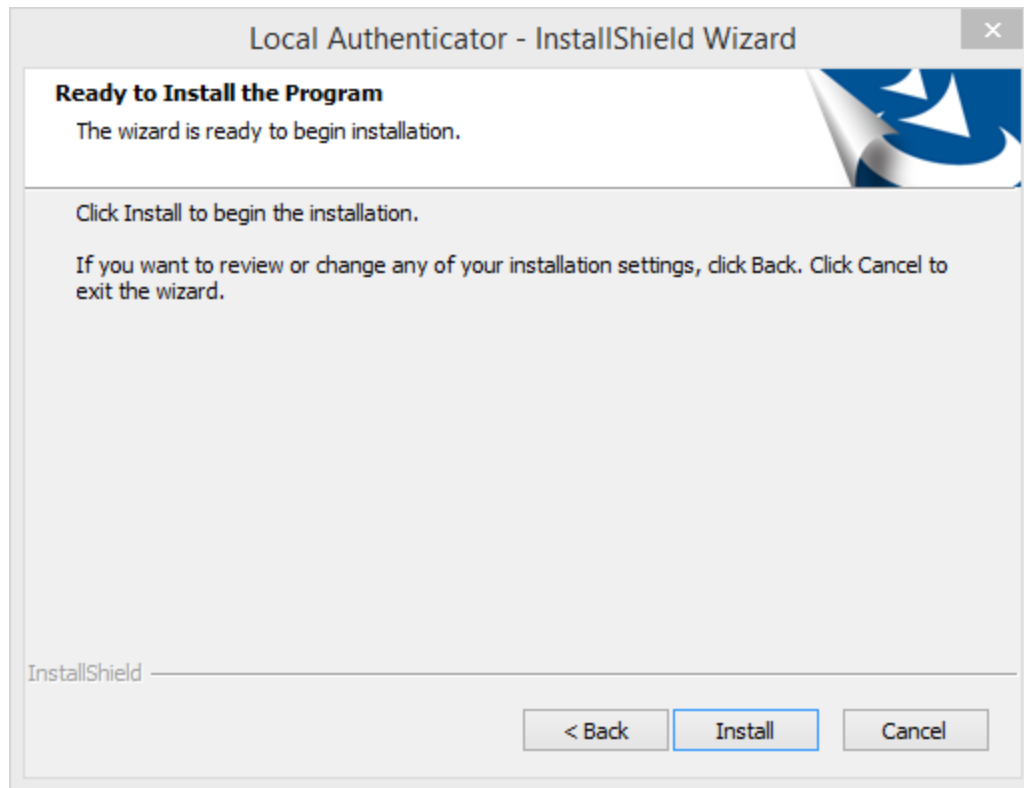 Local Authenticator - InstallShield Wizard
Ready to Install the Program
The wizard is ready to begin installation.
Click Install to begin the installation.
If you want to review or change any of your installation settings, click Back. Click Cancel to
exit the wizard.
InstallShield
< Back Install Cancel